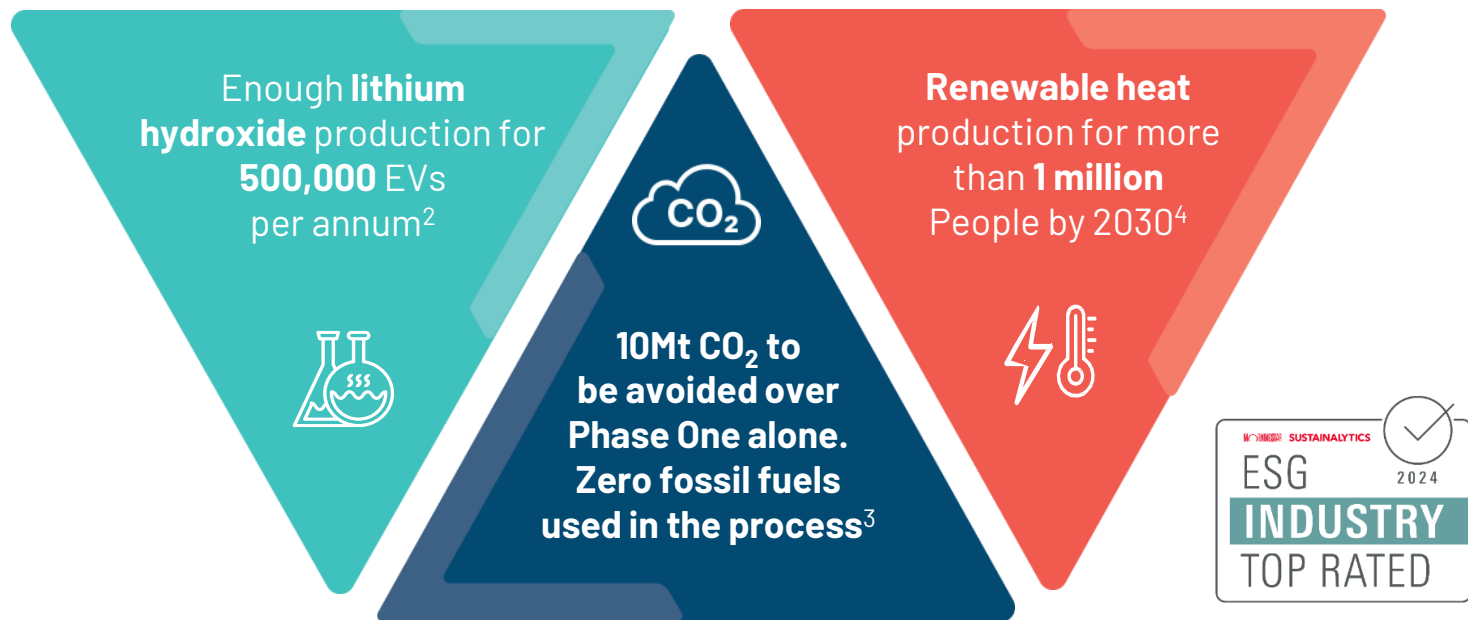 Enough lithium
hydroxide production for
500,000 EVs
per annum²
CO₂
10Mt CO₂ to
be avoided over
Phase One alone.
Zero fossil fuels
used in the process³
Renewable heat
production for more
than 1 million
People by 2030⁴
MORNINGSTAR SUSTAINALYTICS
2024
ESG
INDUSTRY
TOP RATED